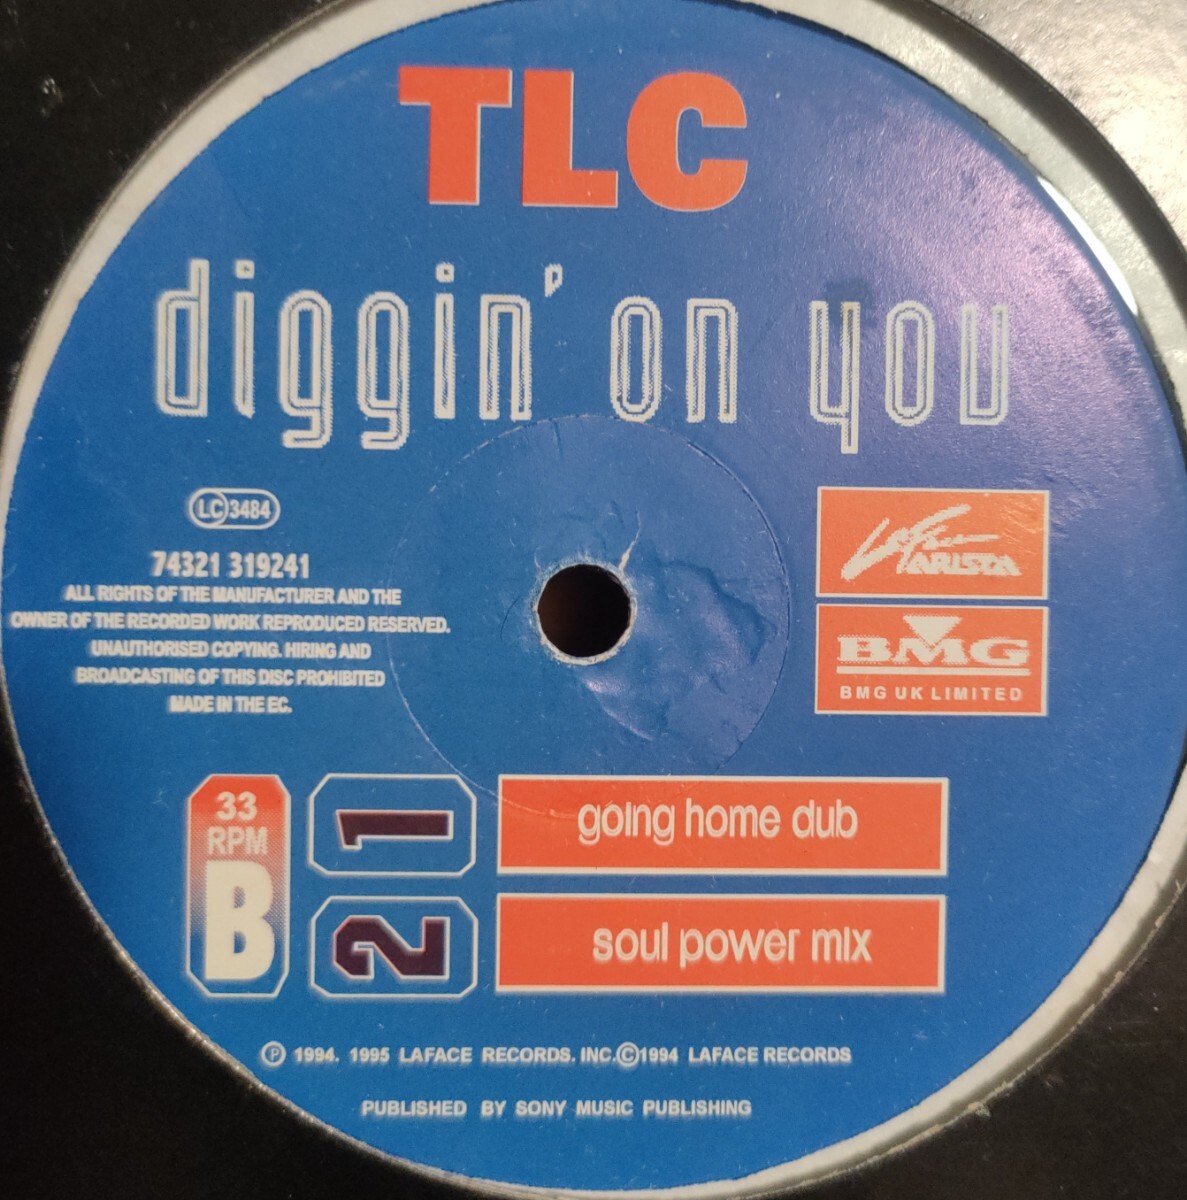 TLC
diggin' on you
LC 3484
74321 319241
ALL RIGHTS OF THE MANUFACTURER AND THE
OWNER OF THE RECORDED WORK REPRODUCED RESERVED.
UNAUTHORISED COPYING. HIRING AND
BROADCASTING OF THIS DISC PROHIBITED
MADE IN THE EC.
LaFace
ARISTA
BMG
BMG UK LIMITED
33
RPM
B
1 going home dub
2 soul power mix
Ⓟ 1994. 1995 LAFACE RECORDS. INC.©1994 LAFACE RECORDS
PUBLISHED BY SONY MUSIC PUBLISHING